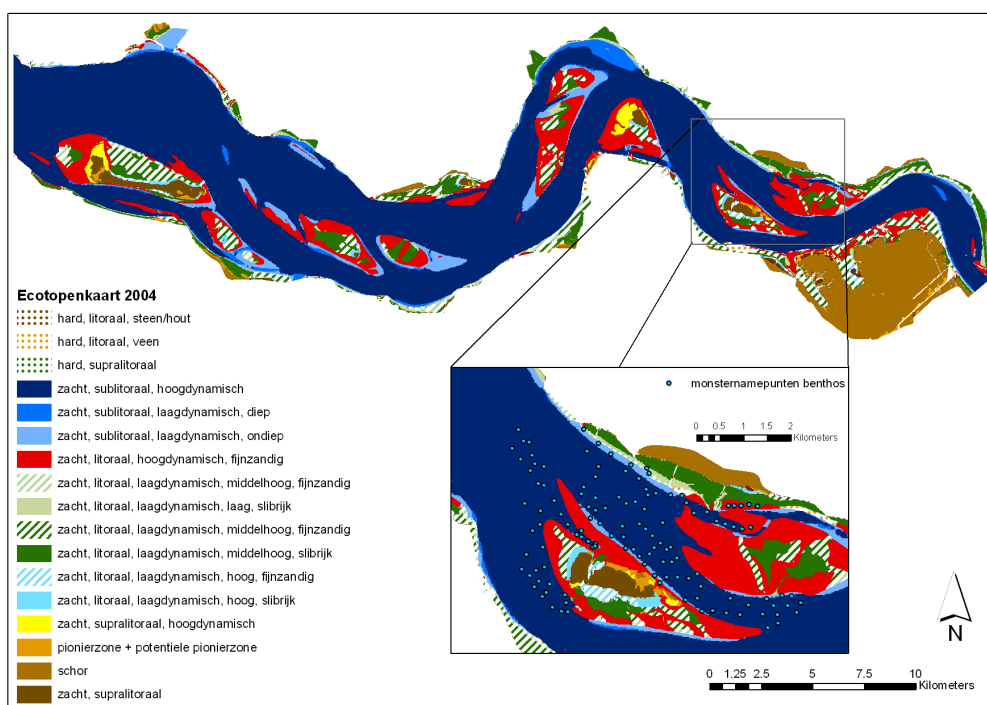 Ecotopenkaart 2004
hard, litoraal, steen/hout
hard, litoraal, veen
hard, supralitoraal
zacht, sublitoraal, hoogdynamisch
zacht, sublitoraal, laagdynamisch, diep
zacht, sublitoraal, laagdynamisch, ondiep
zacht, litoraal, hoogdynamisch, fijnzandig
zacht, litoraal, laagdynamisch, middelhoog, fijnzandig
zacht, litoraal, laagdynamisch, laag, slibrijk
zacht, litoraal, laagdynamisch, middelhoog, fijnzandig
zacht, litoraal, laagdynamisch, middelhoog, slibrijk
zacht, litoraal, laagdynamisch, hoog, fijnzandig
zacht, litoraal, laagdynamisch, hoog, slibrijk
zacht, supralitoraal, hoogdynamisch
pionierzone + potentiele pionierzone
schor
zacht, supralitoraal
monsternamepunten benthos
0 0.5 1 1.5 2
Kilometers
N
0 1.25 2.5 5 7.5 10
Kilometers